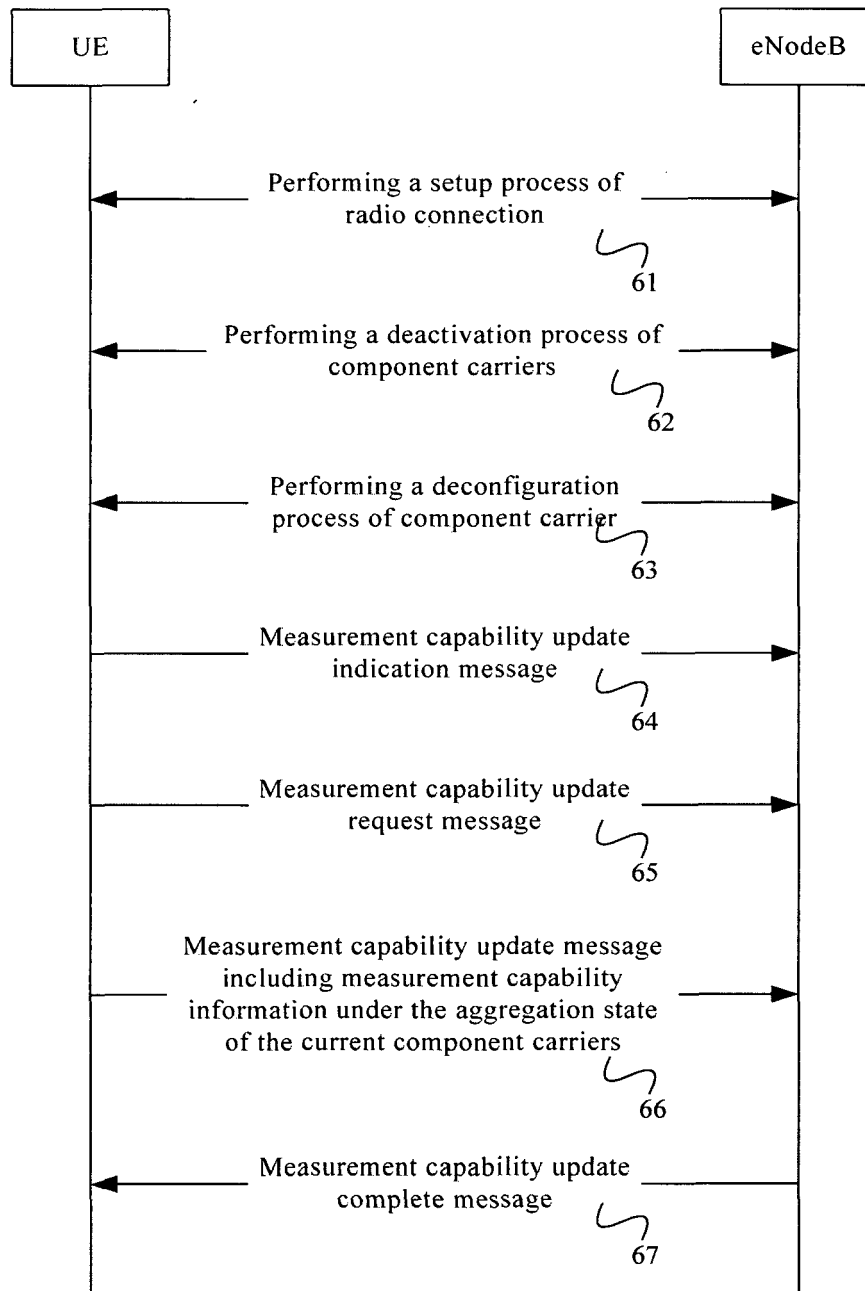 UE
eNodeB
Performing a setup process of
radio connection
61
Performing a deactivation process of
component carriers
62
Performing a deconfiguration
process of component carrier
63
Measurement capability update
indication message
64
Measurement capability update
request message
65
Measurement capability update message
including measurement capability
information under the aggregation state
of the current component carriers
66
Measurement capability update
complete message
67